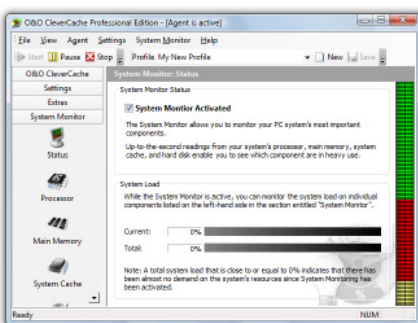 O&O CleverCache Professional Edition - [Agent is active]
File View Agent Settings System Monitor Help
Start Pause Stop Profile My New Profile New Save
O&O CleverCache
System Monitor: Status
Settings
Extras
System Monitor
Status
Processor
Main Memory
System Cache
System Monitor Status
System Montior Activated
The System Monitor allows you to monitor your PC system's most important
components.
Up-to-the-second readings from your system's processor, main memory, system
cache, and hard disk enable you to see which component are in heavy use.
System Load
While the System Monitor is active, you can monitor the system load on individual
components listed on the left-hand side in the section entitled "System Monitor".
Current: 0%
Total: 0%
Note: A total system load that is close to or equal to 0% indicates that there has
been almost no demand on the system's resources since System Monitoring has
been activated.
Ready NUM